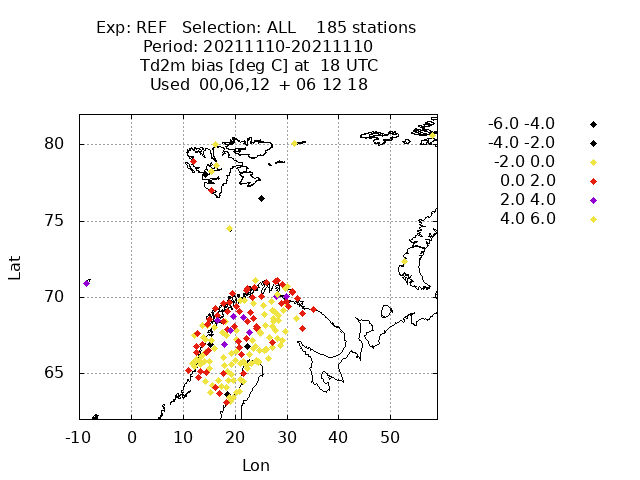 Exp: REF   Selection: ALL    185 stations
Period: 20211110-20211110
Td2m bias [deg C] at  18 UTC
Used  00,06,12  + 06 12 18
-6.0 -4.0
-4.0 -2.0
-2.0 0.0
0.0 2.0
2.0 4.0
4.0 6.0
80
75
70
65
Lat
-10 0 10 20 30 40 50
Lon